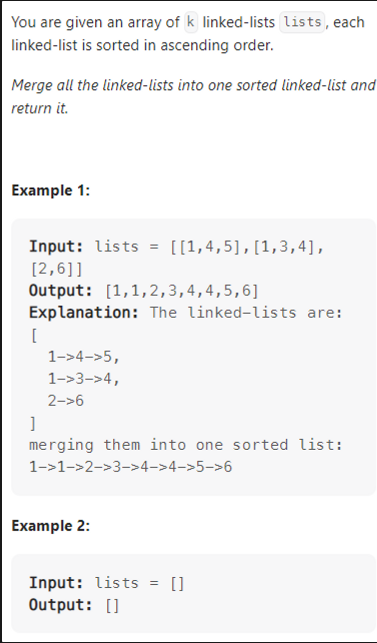 You are given an array of k linked-lists lists, each
linked-list is sorted in ascending order.
Merge all the linked-lists into one sorted linked-list and
return it.
Example 1:
Input: lists = [[1,4,5],[1,3,4],
[2,6]]
Output: [1,1,2,3,4,4,5,6]
Explanation: The linked-lists are:
[
  1->4->5,
  1->3->4,
  2->6
]
merging them into one sorted list:
1->1->2->3->4->4->5->6
Example 2:
Input: lists = []
Output: []